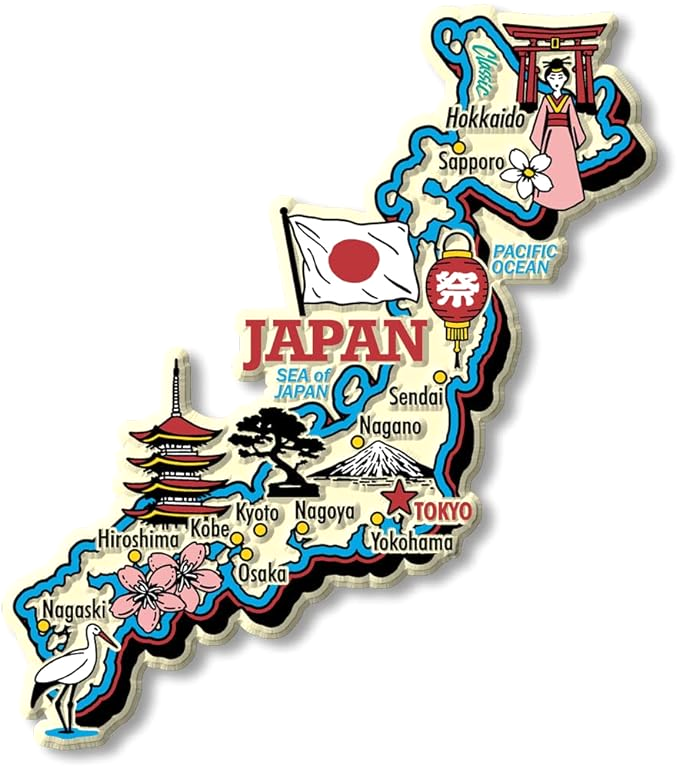 Classic
Hokkaido
Sapporo
PACIFIC
OCEAN
祭
JAPAN
SEA of
JAPAN
Sendai
Nagano
TOKYO
Kyoto
Nagoya
Kobe
Hiroshima
Yokohama
Osaka
Nagaski